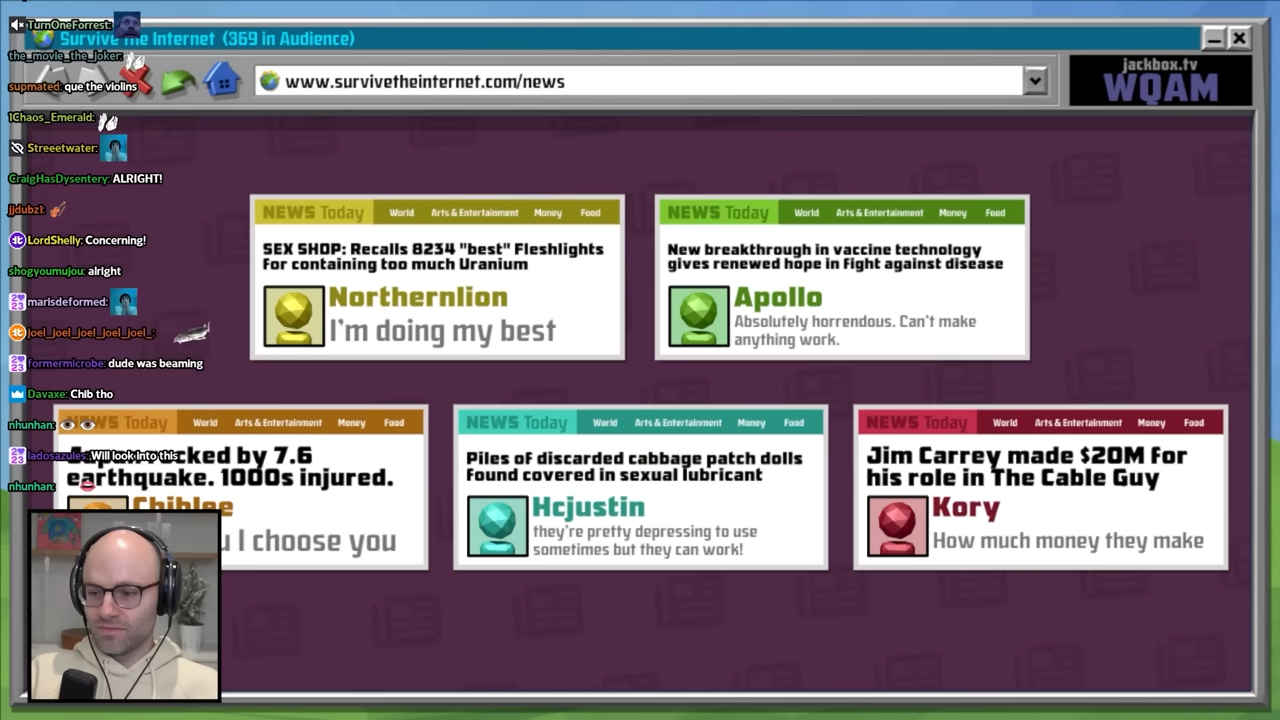 TurnOneForrest:
Survive the Internet (369 in Audience)
the_movie_the_Joker:
supmated: que the violins
www.survivetheinternet.com/news
jackbox.tv
WQAM
1Chaos_Emerald:
Streeetwater:
CraigHasDysentery: ALRIGHT!
jjdubz1:
LordShelly: Concerning!
shogyoumujou: alright
marisdeformed:
joel_joel_joel_joel_joel_:
formermicrobe: dude was beaming
Davaxe: Chib tho
nhunhan:
ladosazules: Will look into this
nhunhan:
NEWS Today World Arts & Entertainment Money Food
SEX SHOP: Recalls 8234 "best" Fleshlights
for containing too much Uranium
Northernlion
I'm doing my best
NEWS Today World Arts & Entertainment Money Food
New breakthrough in vaccine technology
gives renewed hope in fight against disease
Apollo
Absolutely horrendous. Can't make
anything work.
NEWS Today World Arts & Entertainment Money Food
by 7.6
earthquake. 1000s injured.
Chiblee
I choose you
NEWS Today World Arts & Entertainment Money Food
Piles of discarded cabbage patch dolls
found covered in sexual lubricant
Hcjustin
they're pretty depressing to use
sometimes but they can work!
NEWS Today World Arts & Entertainment Money Food
Jim Carrey made $20M for
his role in The Cable Guy
Kory
How much money they make